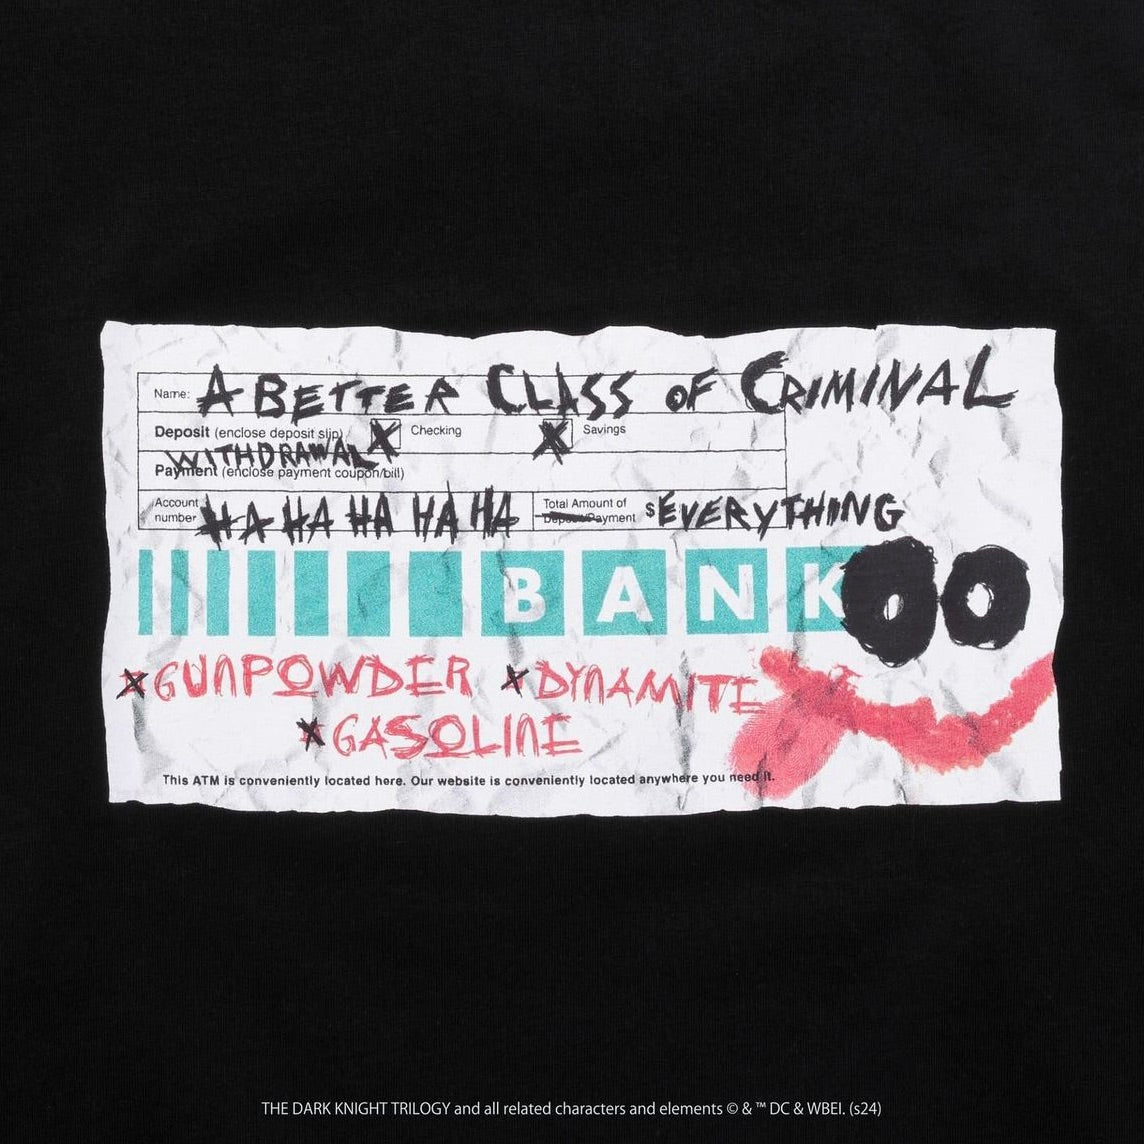 Name: A BETTER CLASS OF CRIMINAL
Deposit (enclose deposit slip) X Checking X Savings
WITHDRAWAL
Payment (enclose payment coupon/bill)
Account number HA HA HA HA HA Total Amount of Deposit/Payment $EVERYTHING
BANK
X GUNPOWDER X DYNAMITE
X GASOLINE
This ATM is conveniently located here. Our website is conveniently located anywhere you need it.
THE DARK KNIGHT TRILOGY and all related characters and elements © & ™ DC & WBEI. (s24)